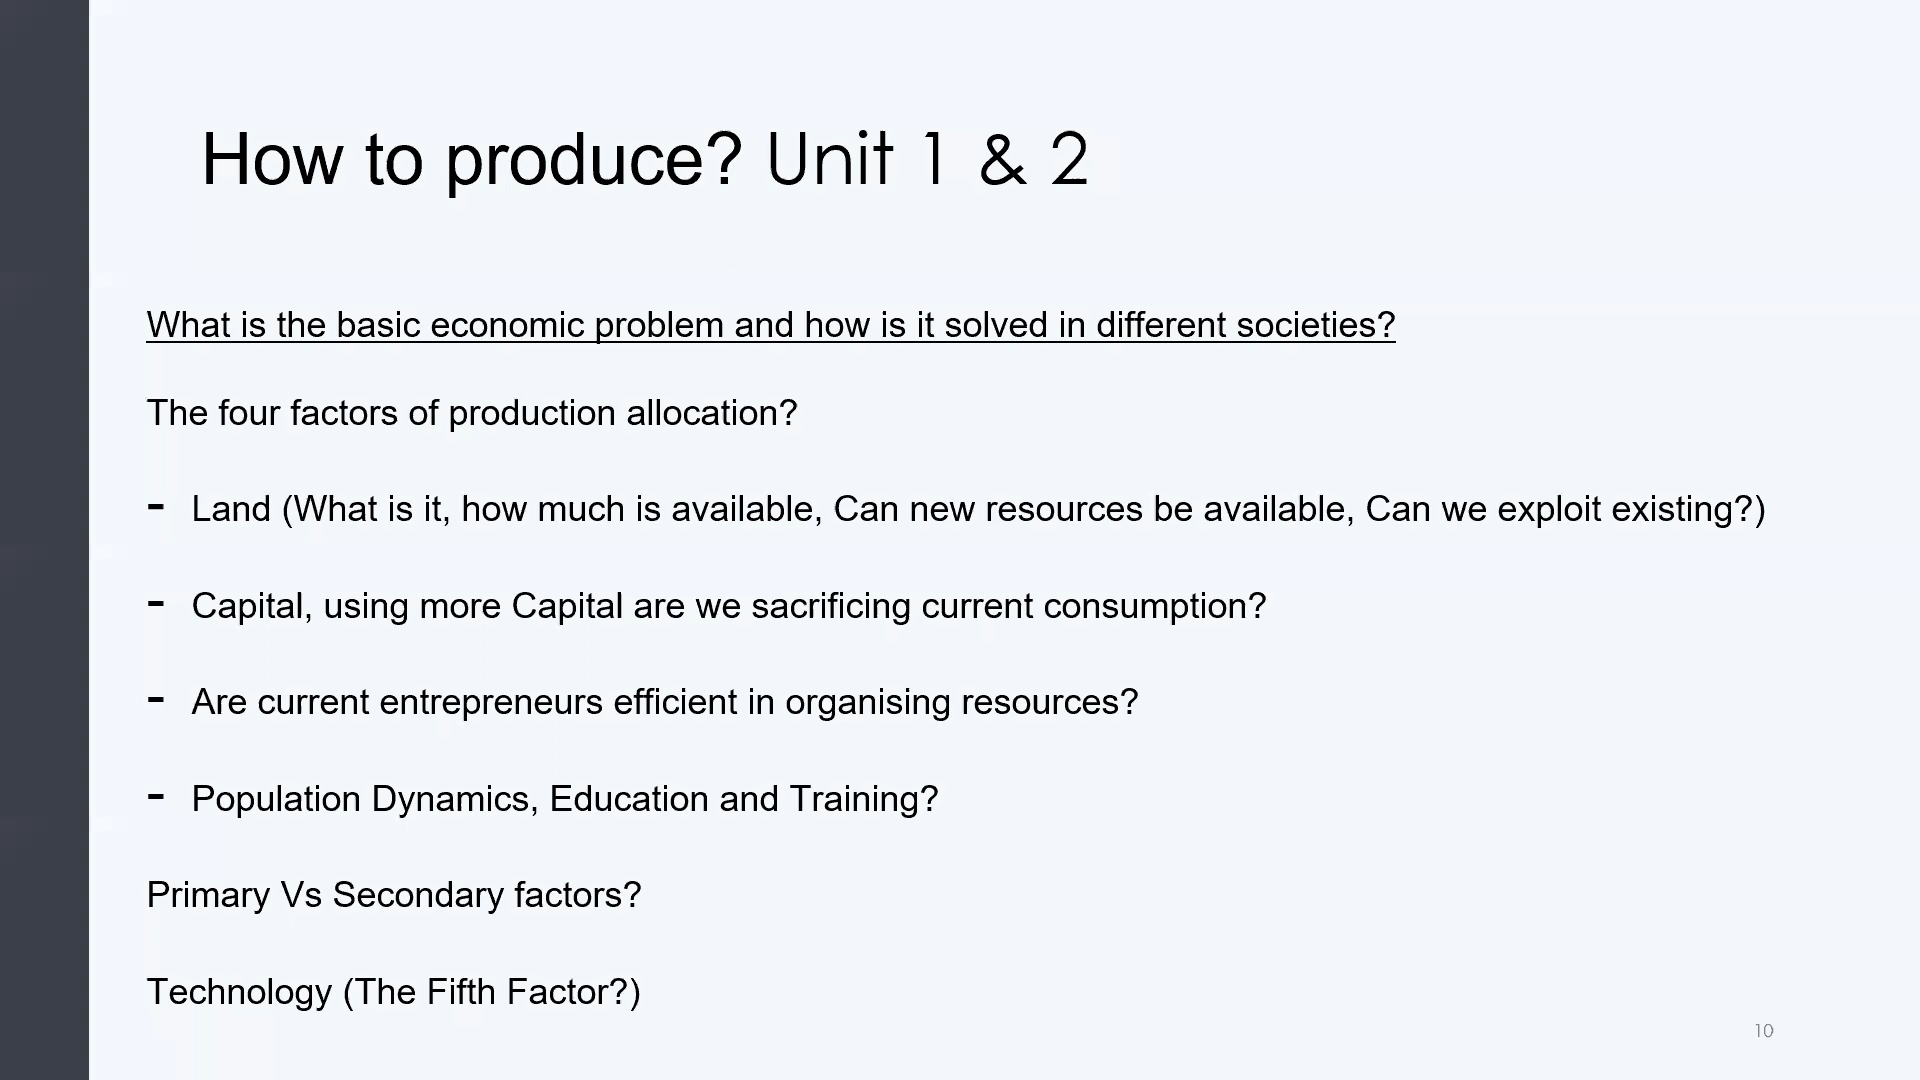 How to produce? Unit 1 & 2
What is the basic economic problem and how is it solved in different societies?
The four factors of production allocation?
- Land (What is it, how much is available, Can new resources be available, Can we exploit existing?)
- Capital, using more Capital are we sacrificing current consumption?
- Are current entrepreneurs efficient in organising resources?
- Population Dynamics, Education and Training?
Primary Vs Secondary factors?
Technology (The Fifth Factor?)
10